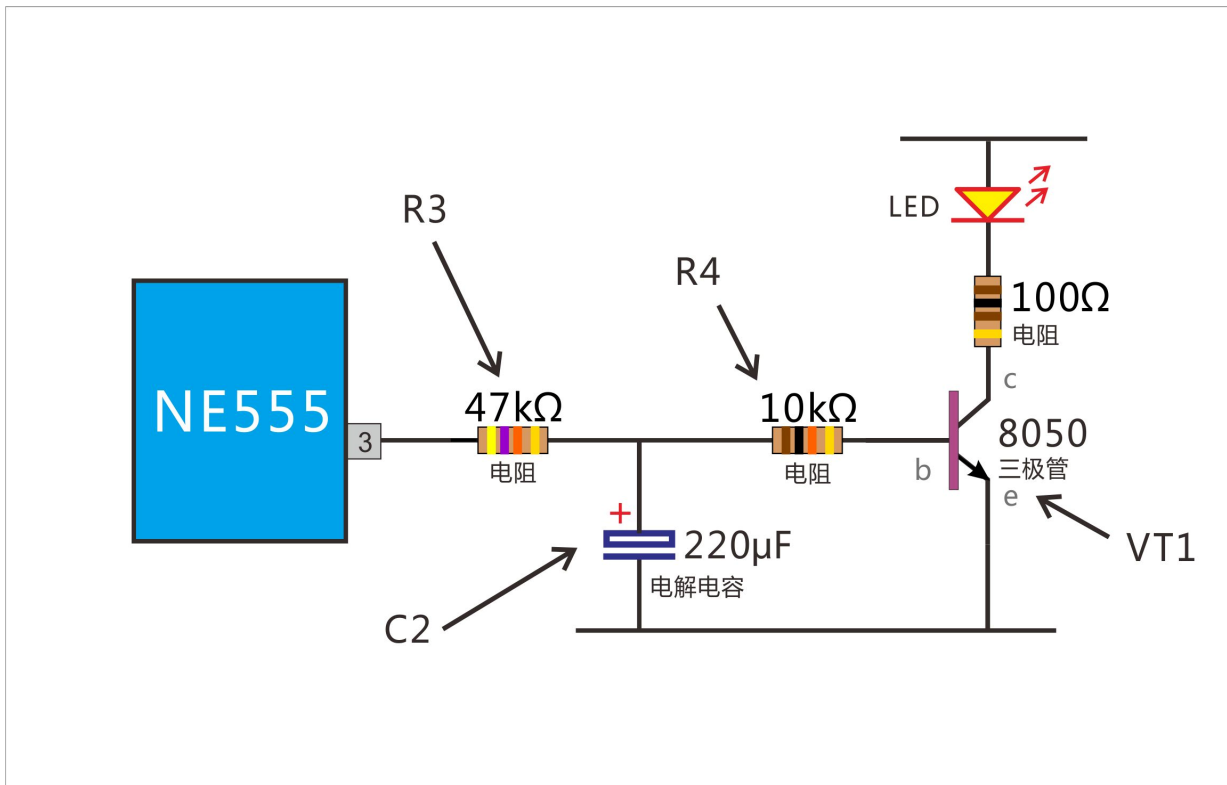 LED
R3
R4
100Ω
电阻
c
NE555
3
47kΩ
电阻
10kΩ
电阻
b
8050
三极管
e
+
220μF
电解电容
VT1
C2